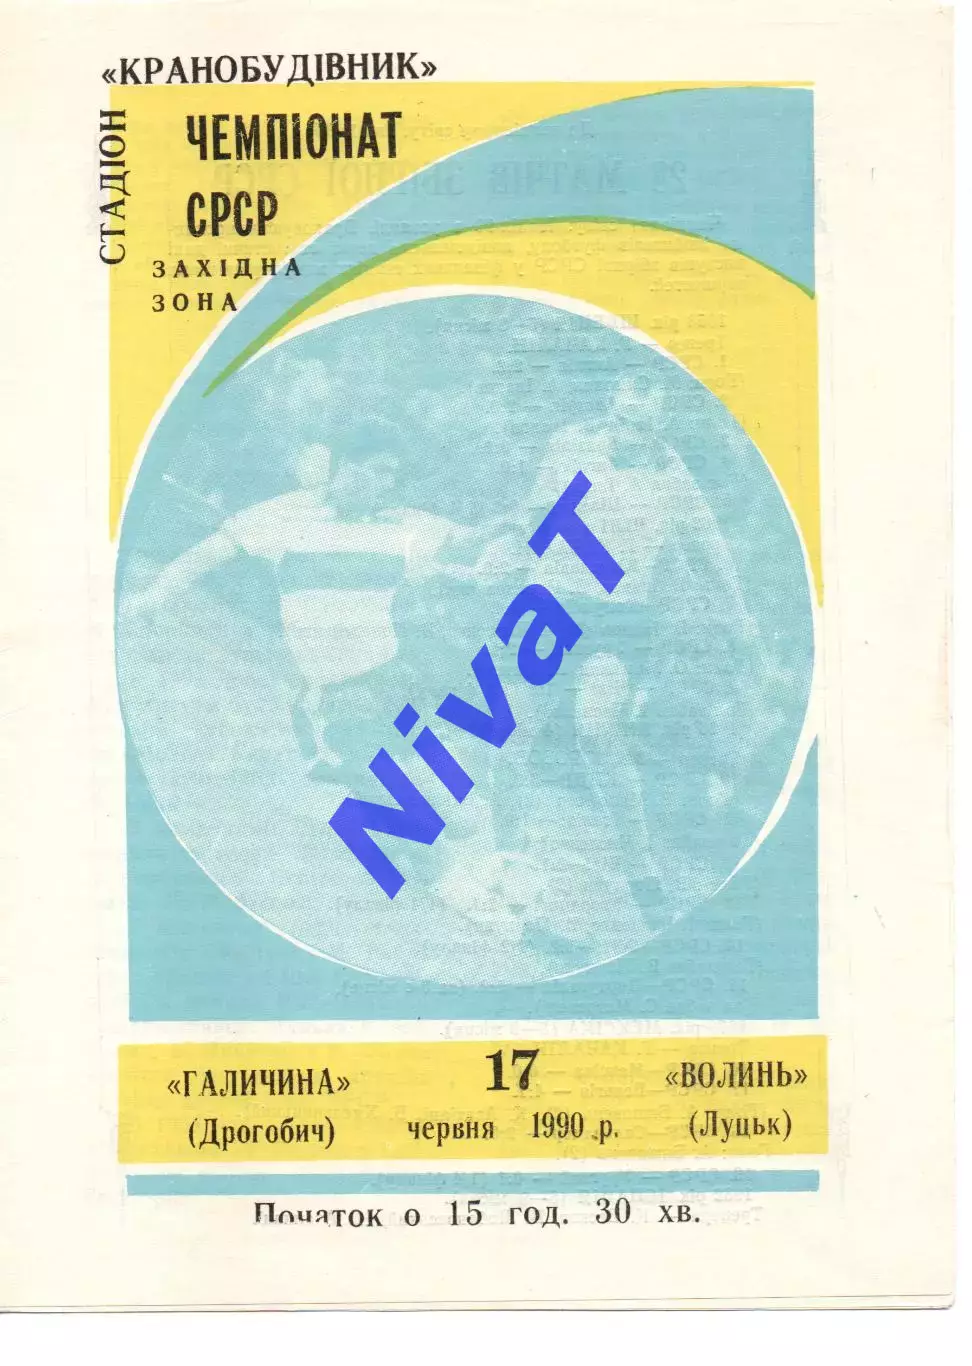 «КРАНОБУДІВНИК»
СТАДІОН
ЧЕМПІОНАТ
СРСР
ЗАХІДНА
ЗОНА
NivaT
«ГАЛИЧИНА»
(Дрогобич)
17
червня 1990 р.
«ВОЛИНЬ»
(Луцьк)
Початок о 15 год. 30 хв.